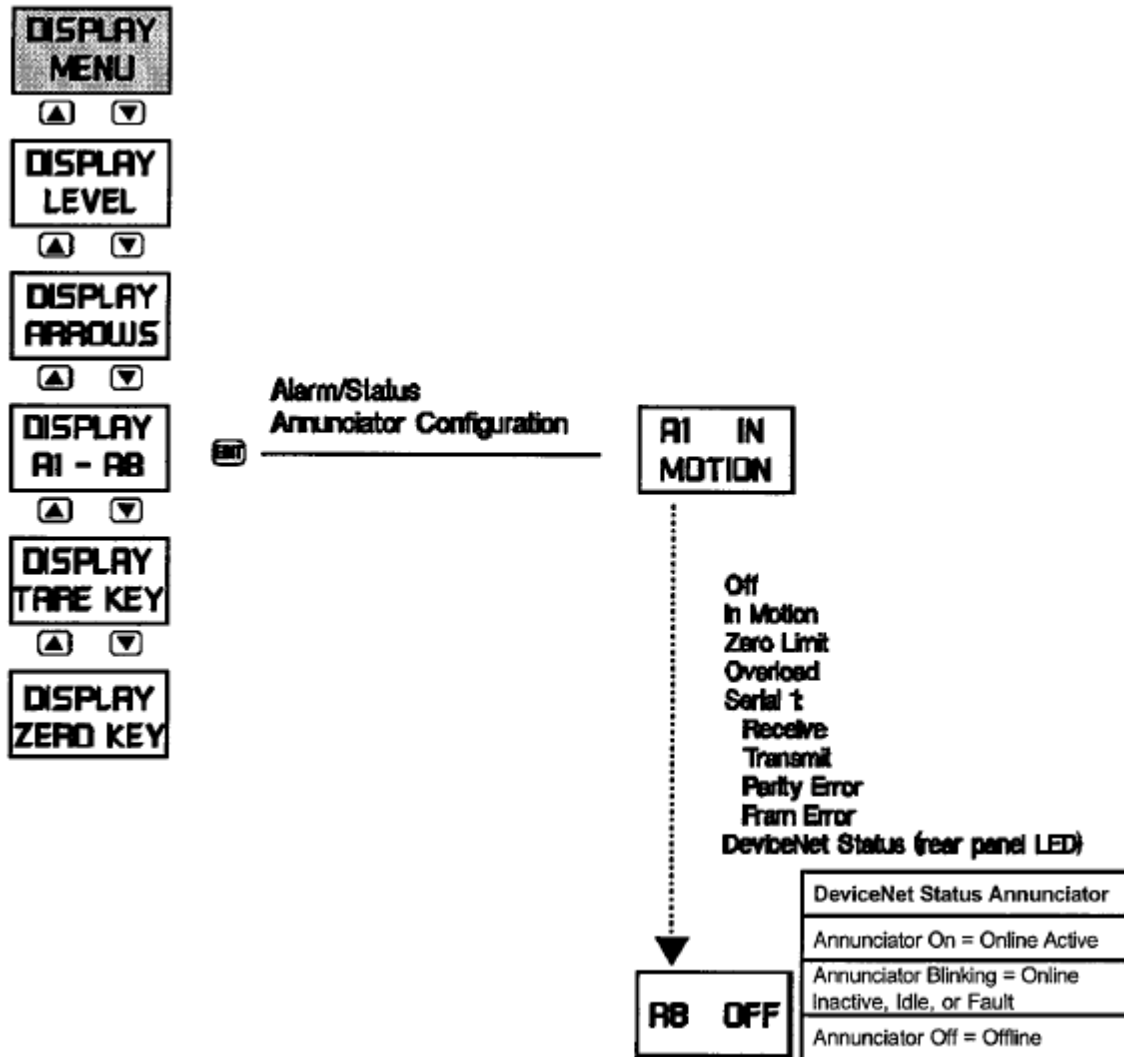 DISPLAY
MENU
DISPLAY
LEVEL
DISPLAY
ARROWS
DISPLAY
A1 - A8
ENT
Alarm/Status
Annunciator Configuration
A1 IN
MOTION
DISPLAY
TARE KEY
DISPLAY
ZERO KEY
Off
In Motion
Zero Limit
Overload
Serial 1:
Receive
Transmit
Parity Error
Fram Error
DeviceNet Status (rear panel LED)
A8 OFF
DeviceNet Status Annunciator
Annunciator On = Online Active
Annunciator Blinking = Online
Inactive, Idle, or Fault
Annunciator Off = Offline